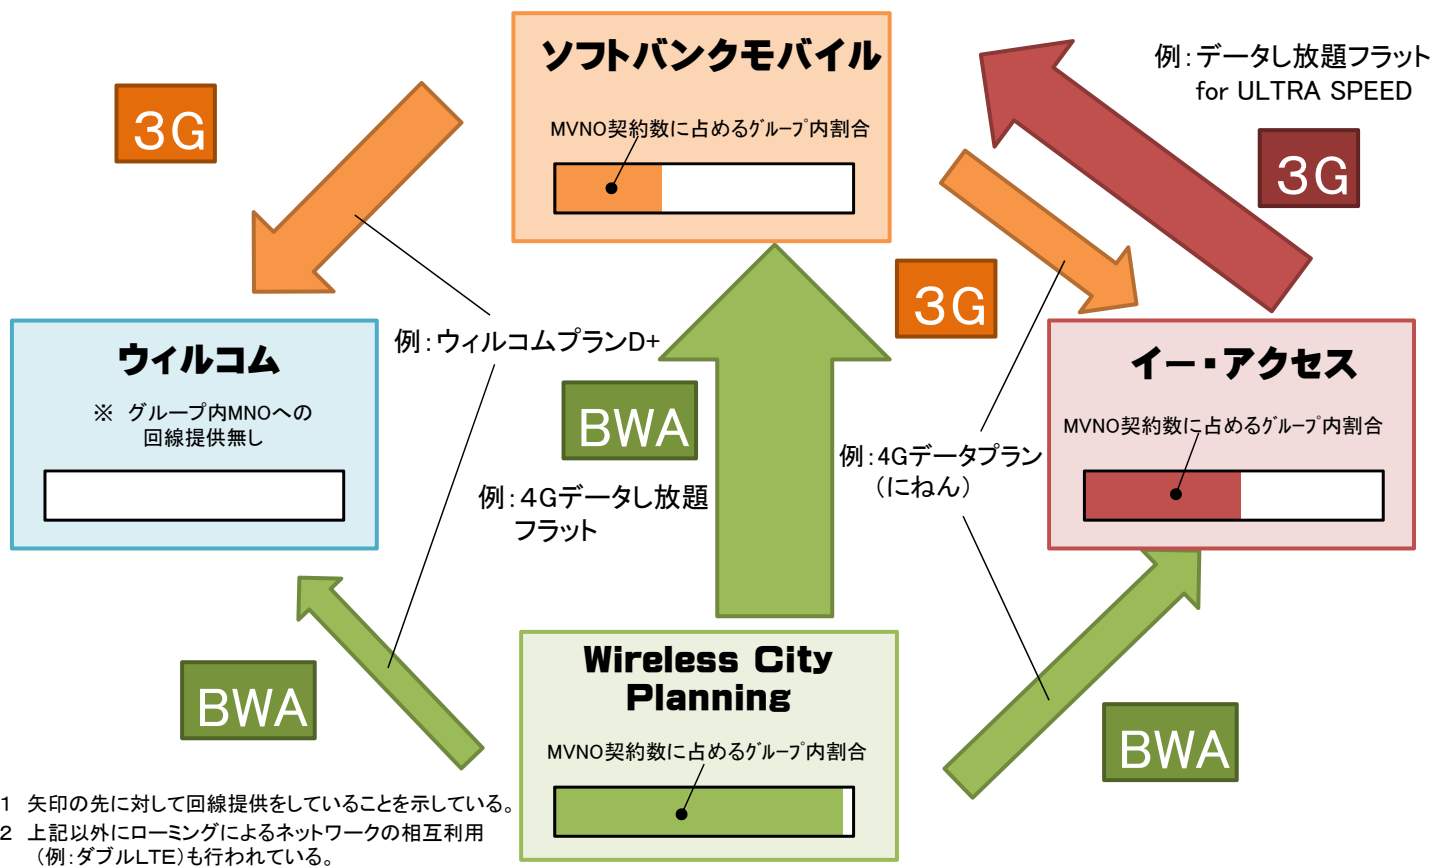 ソフトバンクモバイル
MVNO契約数に占めるグループ内割合
3G
例：データし放題フラット
for ULTRA SPEED
3G
3G
ウィルコム
※ グループ内MNOへの
回線提供無し
例：ウィルコムプランD+
BWA
例：４Gデータし放題
フラット
イー・アクセス
MVNO契約数に占めるグループ内割合
例：4Gデータプラン
（にねん）
BWA
Wireless City
Planning
MVNO契約数に占めるグループ内割合
BWA
1 矢印の先に対して回線提供をしていることを示している。
2 上記以外にローミングによるネットワークの相互利用
（例：ダブルLTE）も行われている。